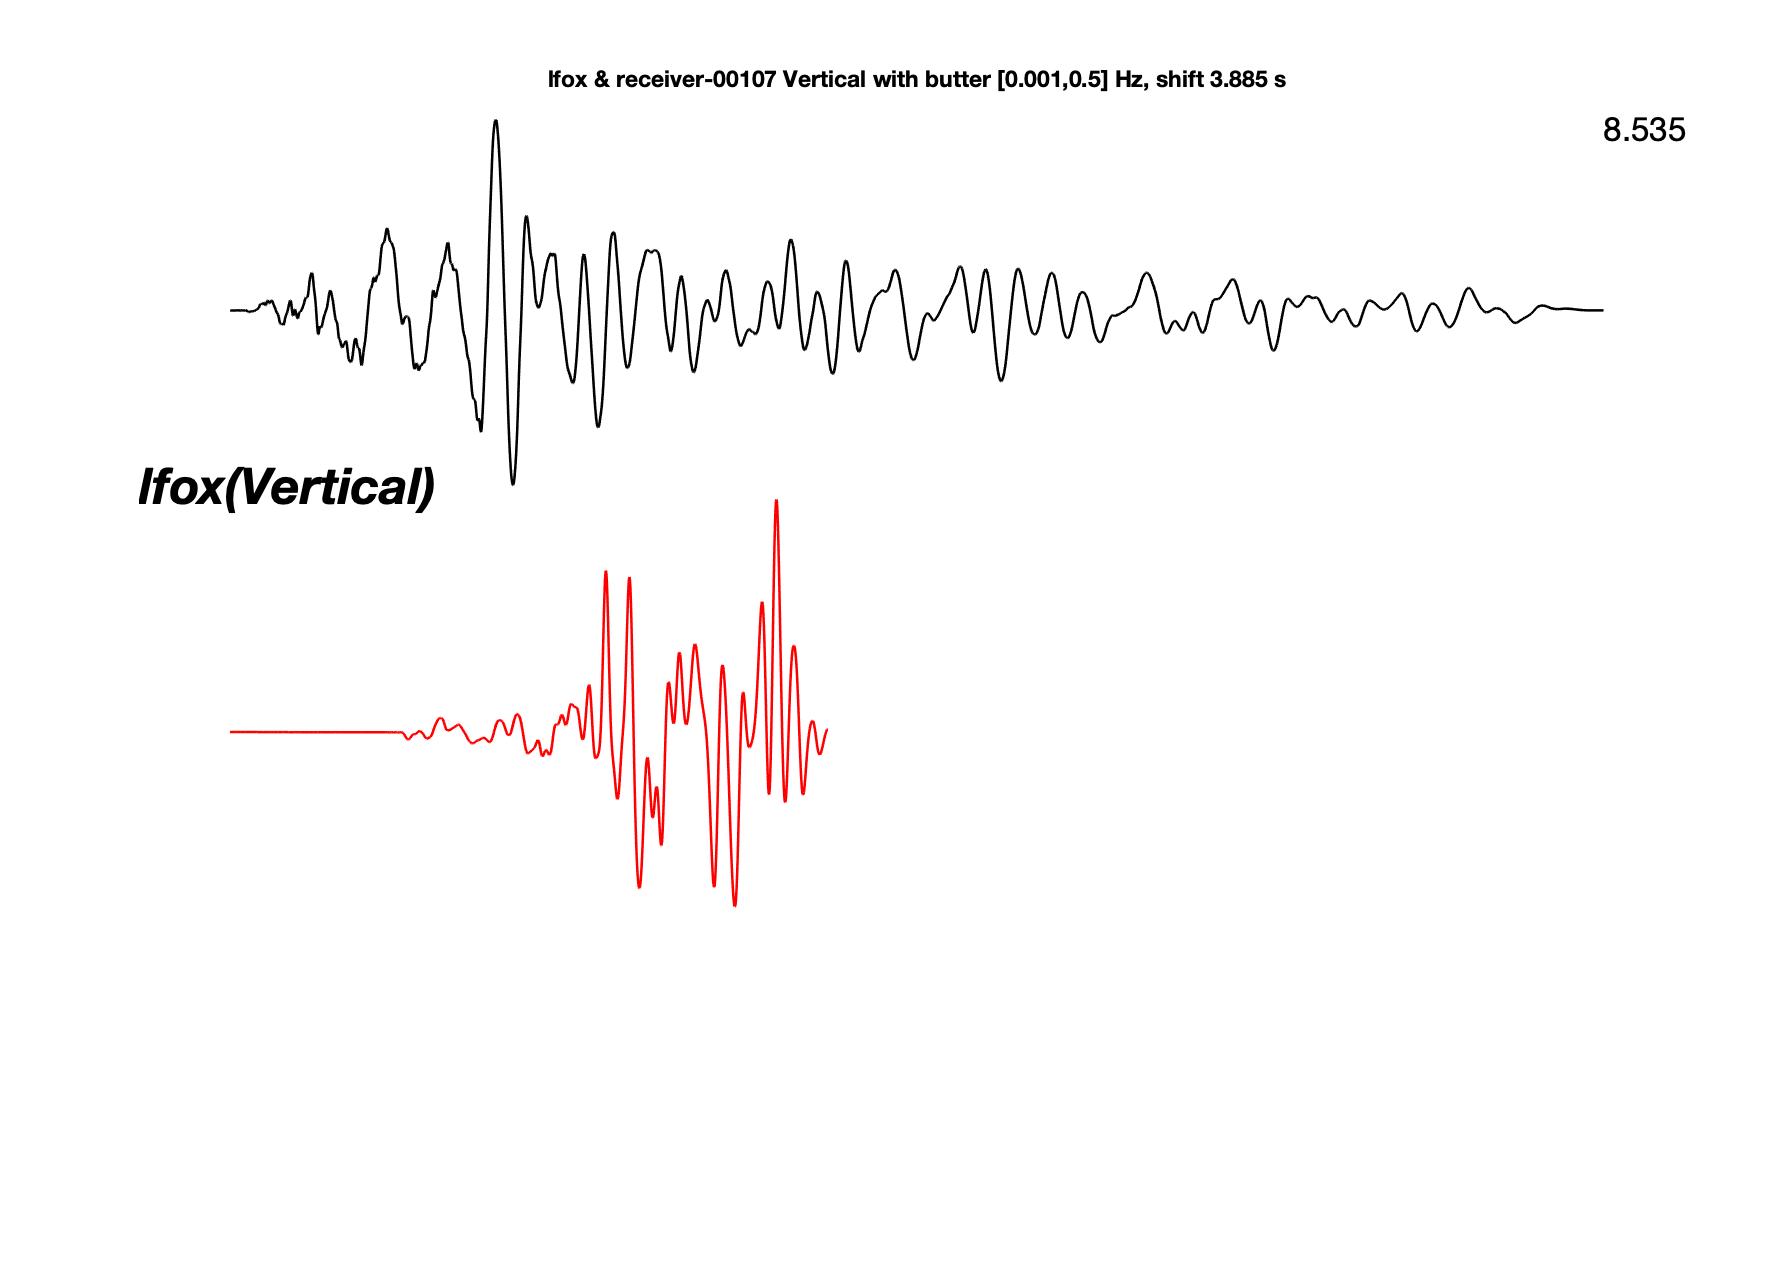 lfox & receiver-00107 Vertical with butter [0.001,0.5] Hz, shift 3.885 s
8.535
lfox(Vertical)